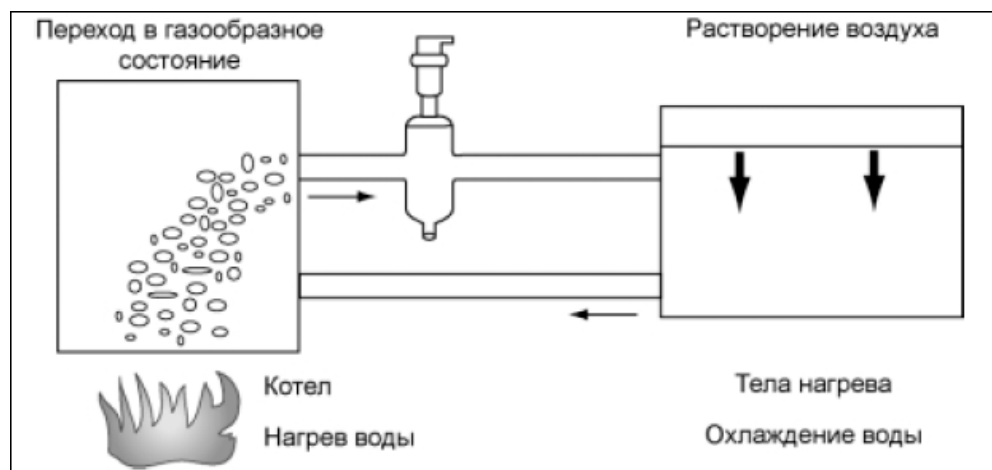 Переход в газообразное
состояние
Растворение воздуха
Котел
Нагрев воды
Тела нагрева
Охлаждение воды